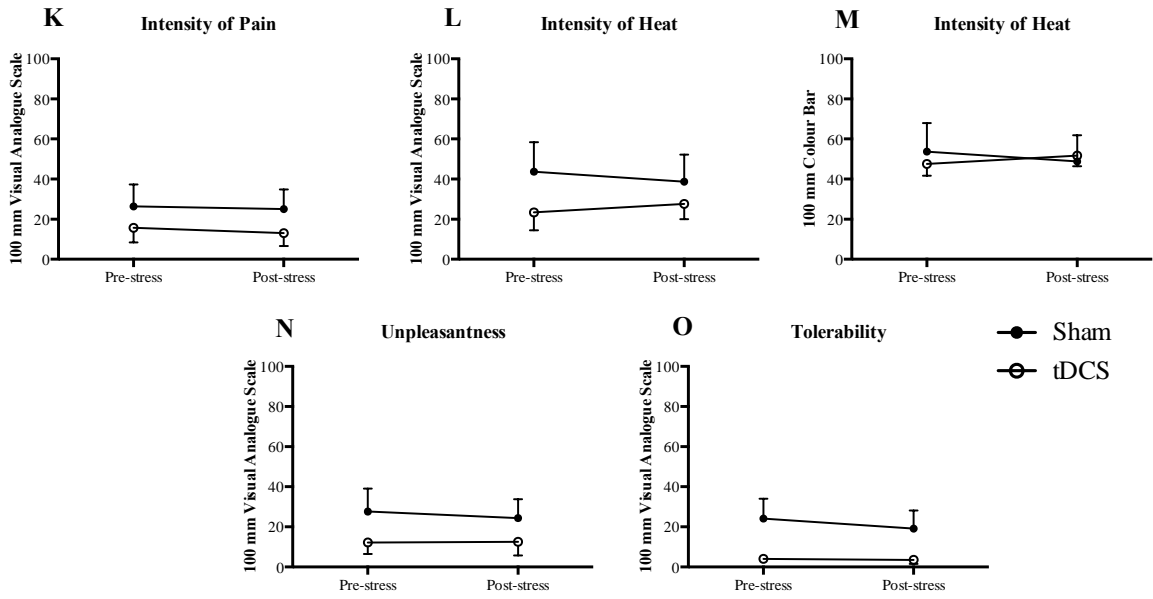 K Intensity of Pain
100 mm Visual Analogue Scale
100
80
60
40
20
0
Pre-stress Post-stress
L Intensity of Heat
100 mm Visual Analogue Scale
100
80
60
40
20
0
Pre-stress Post-stress
M Intensity of Heat
100 mm Colour Bar
100
80
60
40
20
0
Pre-stress Post-stress
N Unpleasantness
100 mm Visual Analogue Scale
100
80
60
40
20
0
Pre-stress Post-stress
O Tolerability
100 mm Visual Analogue Scale
100
80
60
40
20
0
Pre-stress Post-stress
Sham
tDCS